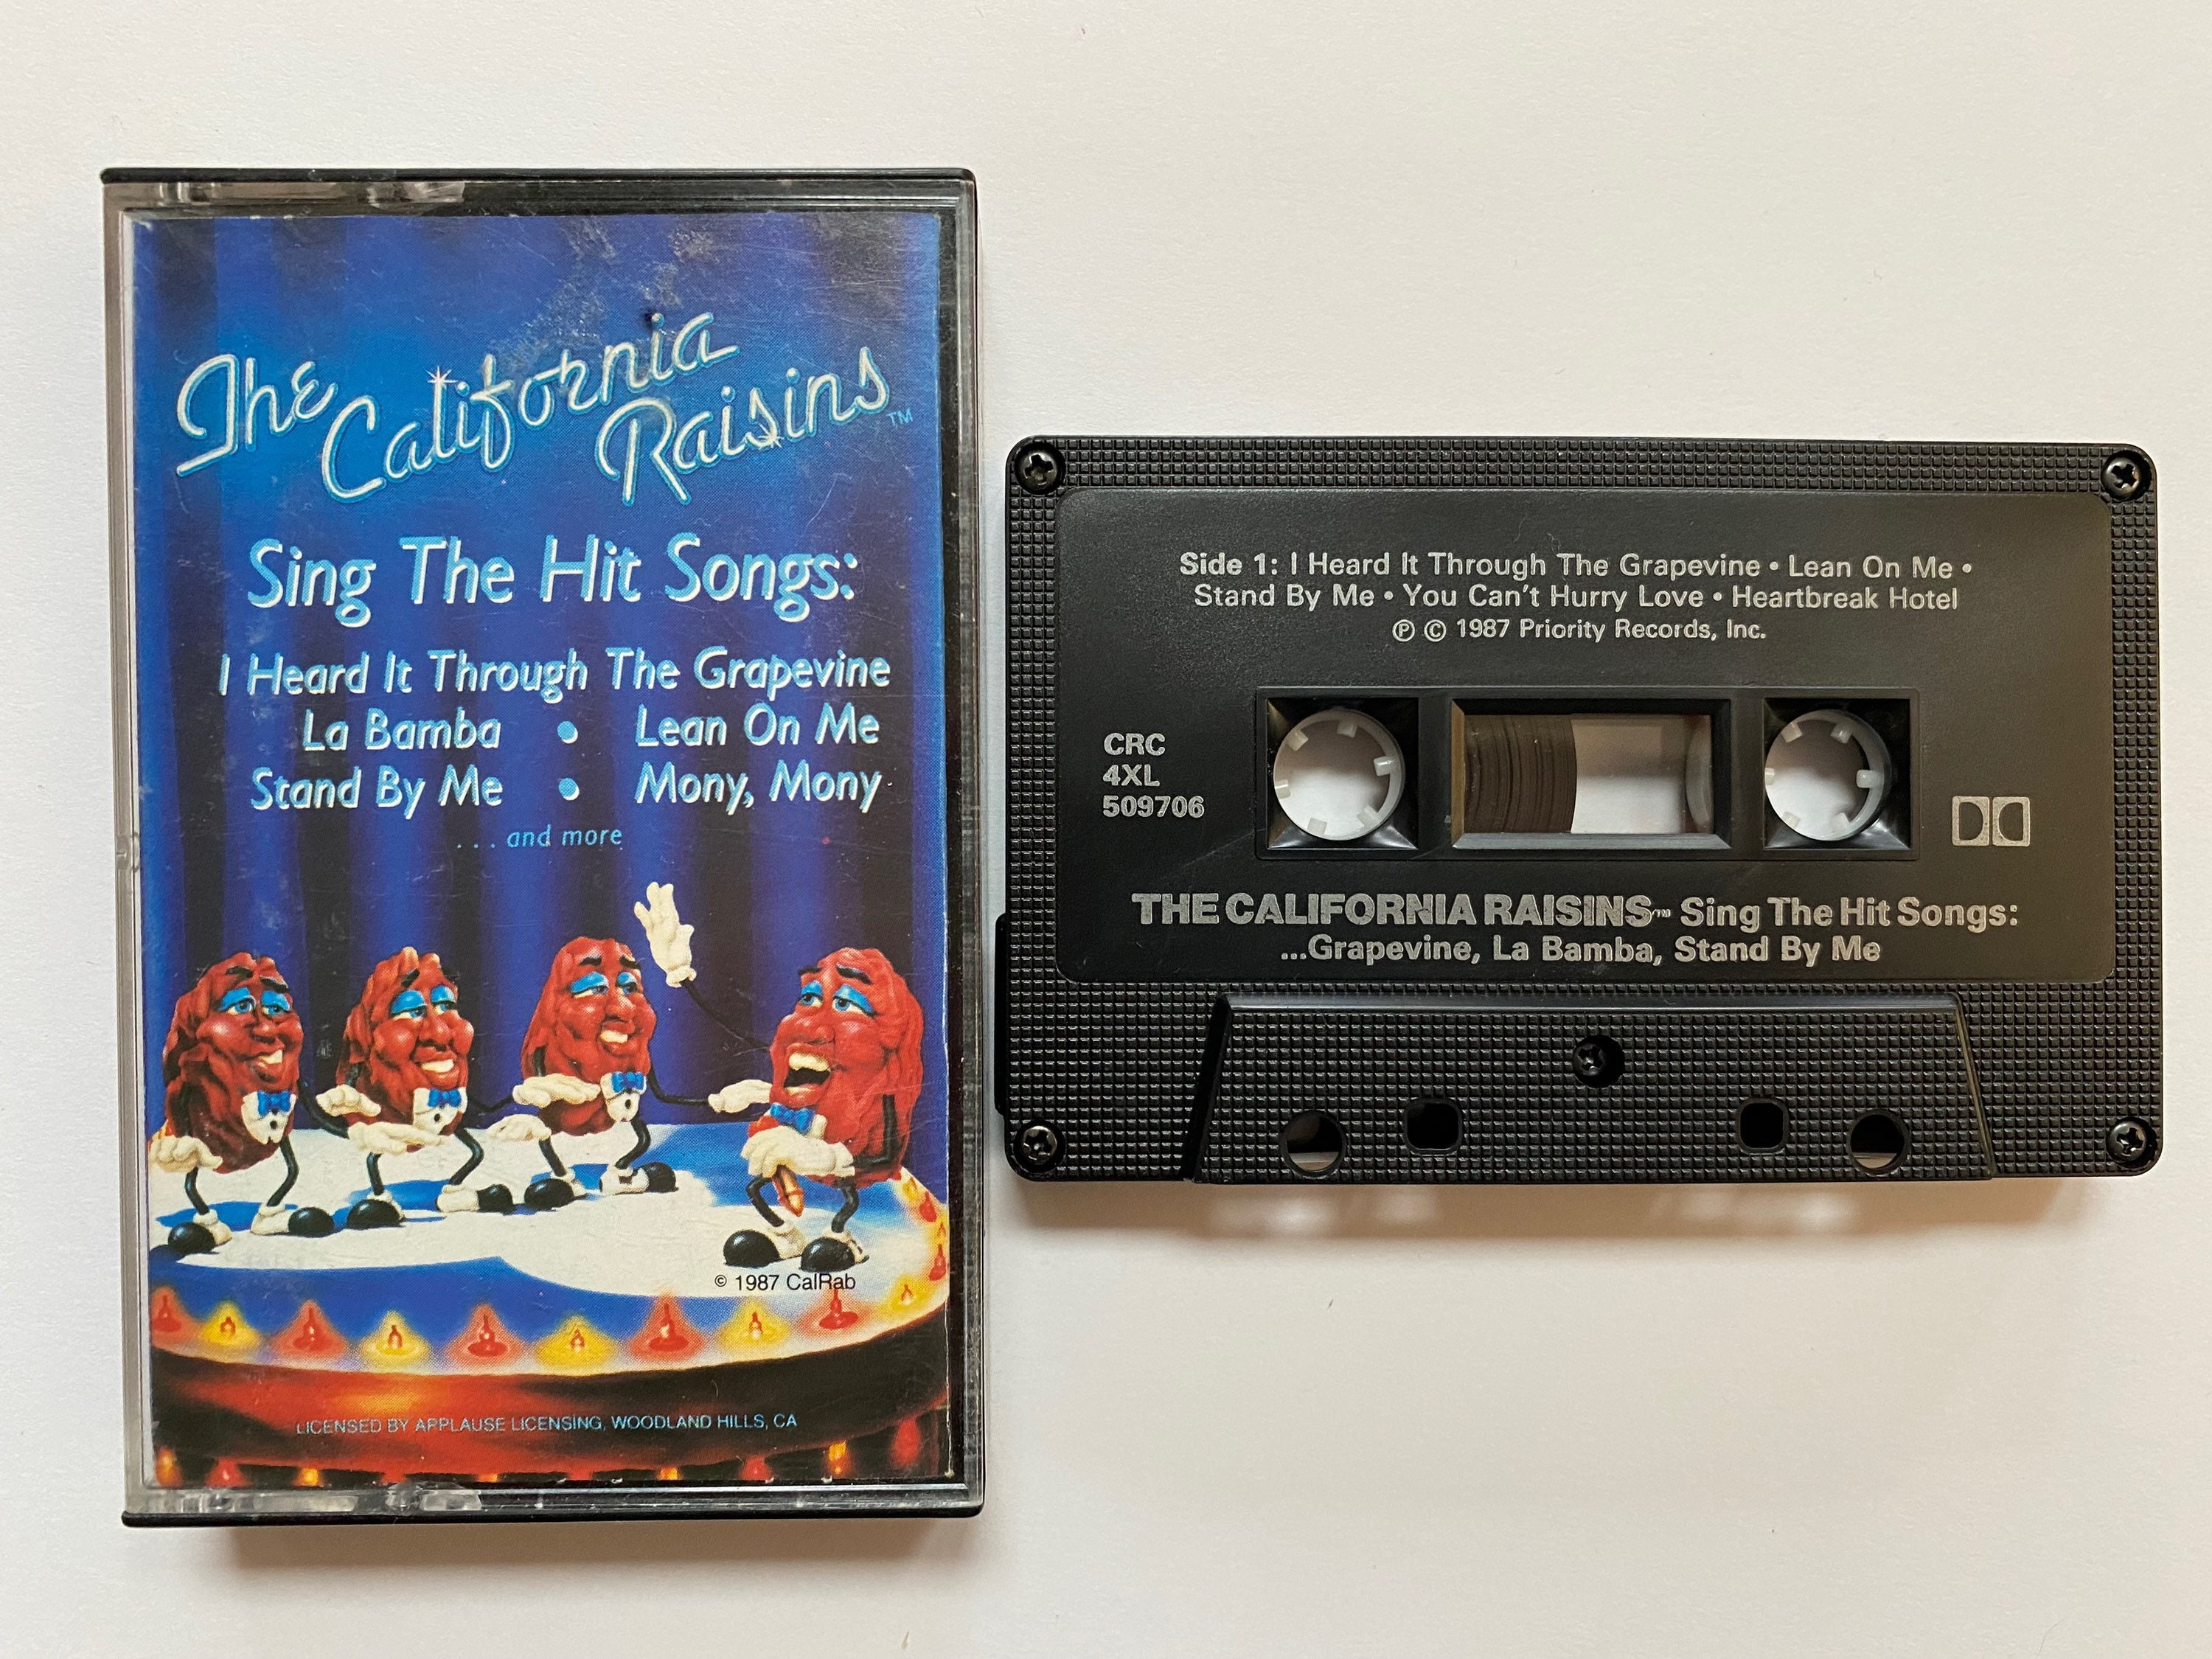 The California
Raisins™
Sing The Hit Songs:
I Heard It Through The Grapevine
La Bamba • Lean On Me
Stand By Me • Mony, Mony
. . . and more
© 1987 CalRab
LICENSED BY APPLAUSE LICENSING, WOODLAND HILLS, CA
Side 1: I Heard It Through The Grapevine • Lean On Me •
Stand By Me • You Can't Hurry Love • Heartbreak Hotel
℗ © 1987 Priority Records, Inc.
CRC
4XL
509706
THE CALIFORNIA RAISINS™ Sing The Hit Songs:
...Grapevine, La Bamba, Stand By Me